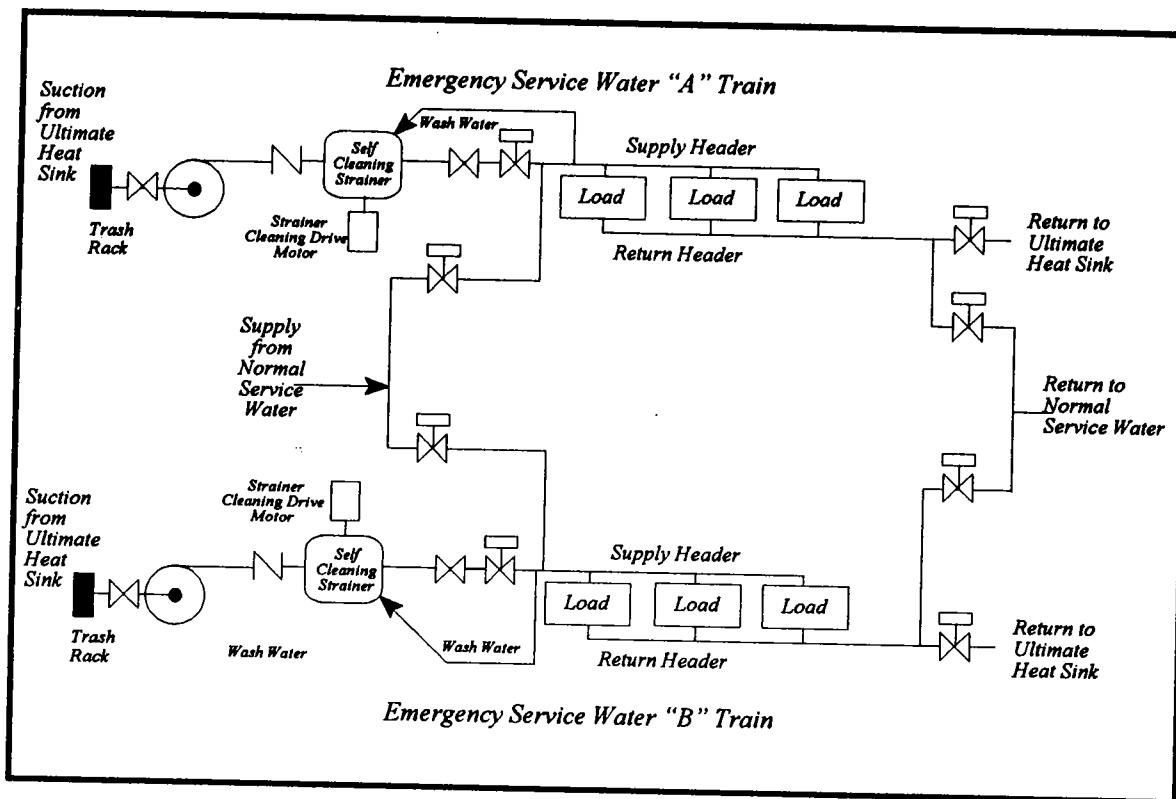 Emergency Service Water "A" Train
Suction
from
Ultimate
Heat
Sink
Trash
Rack
Self
Cleaning
Strainer
Strainer
Cleaning Drive
Motor
Wash Water
Supply Header
Load
Load
Load
Return Header
Return to
Ultimate
Heat Sink
Supply
from
Normal
Service
Water
Return to
Normal
Service Water
Suction
from
Ultimate
Heat
Sink
Trash
Rack
Strainer
Cleaning Drive
Motor
Self
Cleaning
Strainer
Wash Water
Wash Water
Supply Header
Load
Load
Load
Return Header
Return to
Ultimate
Heat Sink
Emergency Service Water "B" Train